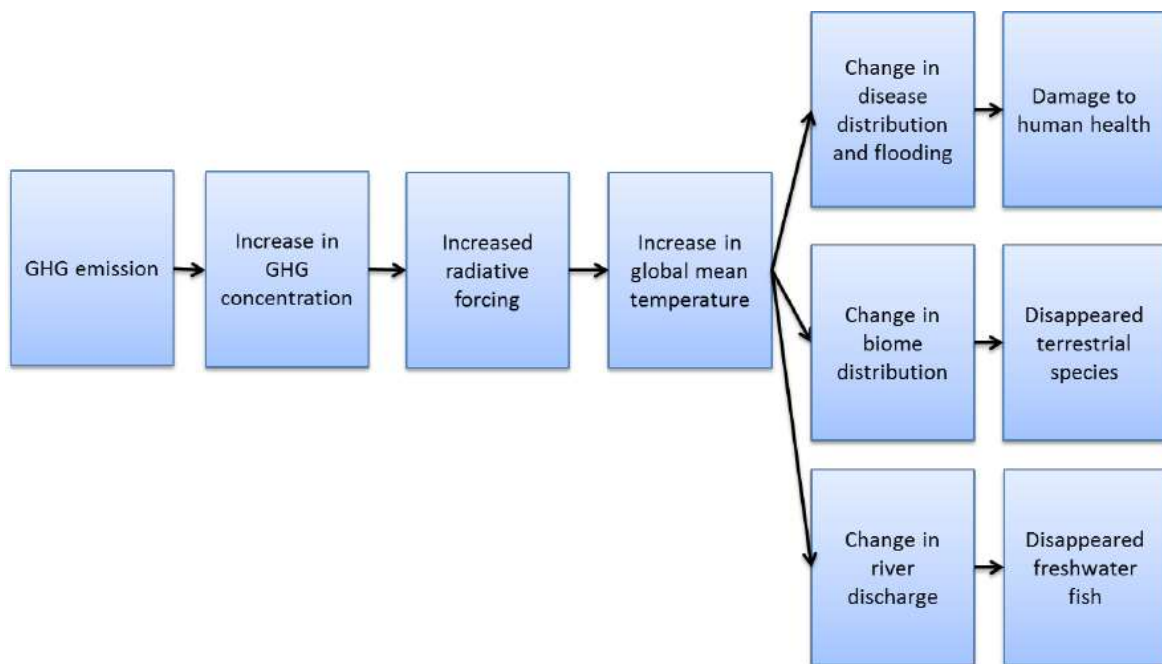 GHG emission
Increase in
GHG
concentration
Increased
radiative
forcing
Increase in
global mean
temperature
Change in
disease
distribution
and flooding
Damage to
human health
Change in
biome
distribution
Disappeared
terrestrial
species
Change in
river
discharge
Disappeared
freshwater
fish